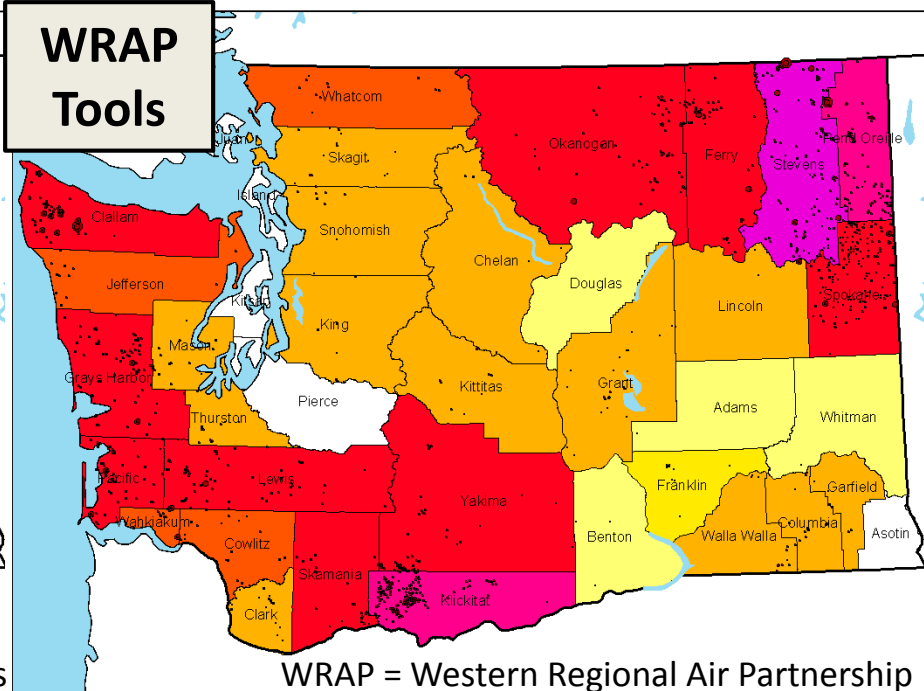 WRAP
Tools
Whatcom
Okanogan
Ferry
Stevens
Pend Oreille
Juan
Skagit
Island
Clallam
Snohomish
Chelan
Douglas
Jefferson
Kitsap
King
Lincoln
Spokane
Mason
Grays Harbor
Kittitas
Grant
Pierce
Adams
Whitman
Thurston
Pacific
Lewis
Yakima
Franklin
Garfield
Wahkiakum
Cowlitz
Benton
Walla Walla
Columbia
Asotin
Skamania
Klickitat
Clark
s
WRAP = Western Regional Air Partnership